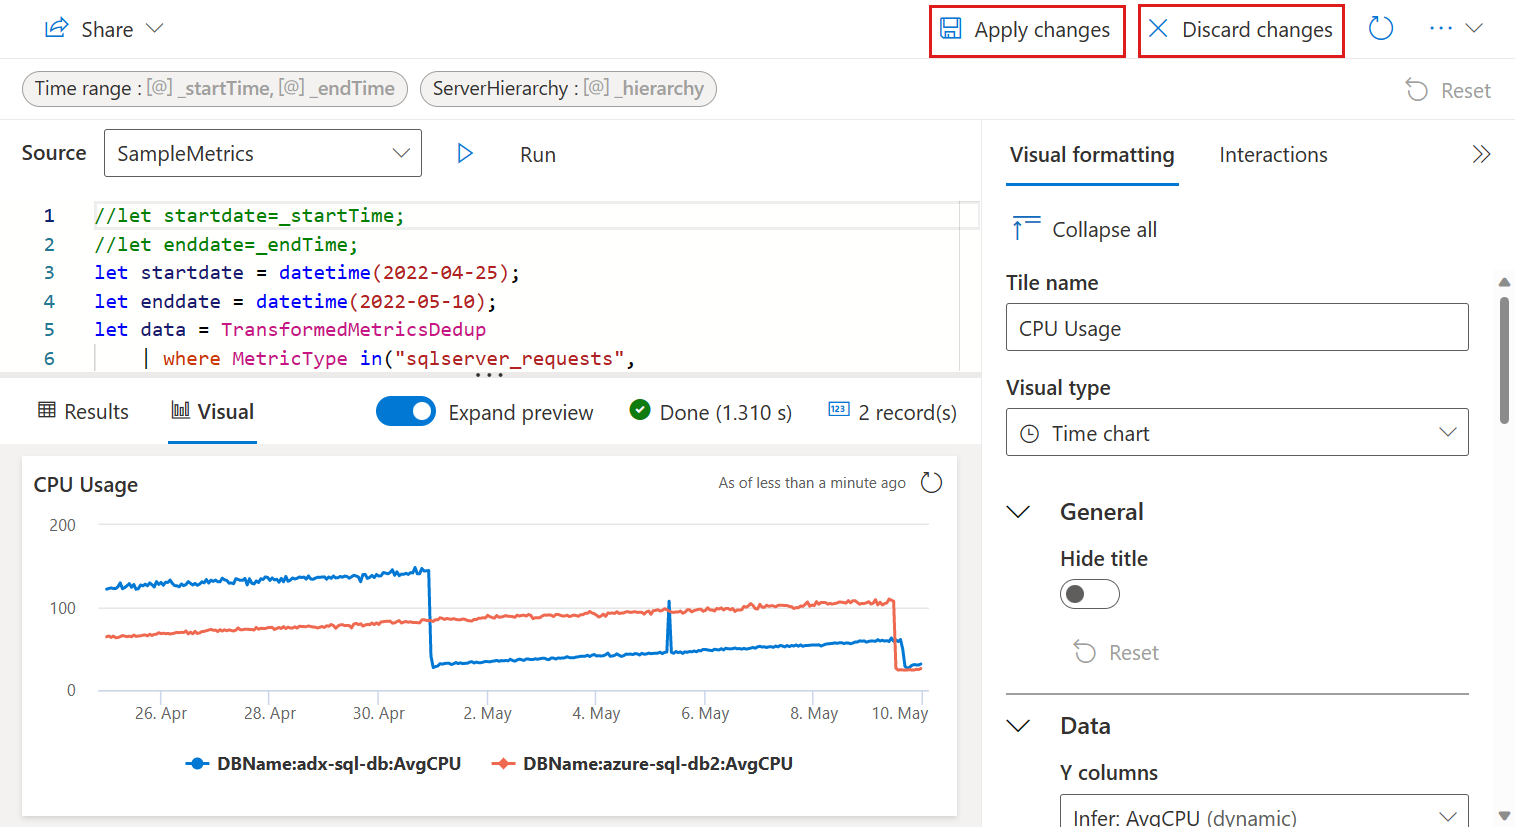 Share
Apply changes
Discard changes
Time range : [@] _startTime, [@] _endTime
ServerHierarchy : [@] _hierarchy
Reset
Source
SampleMetrics
Run
1 //let startdate=_startTime;
2 //let enddate=_endTime;
3 let startdate = datetime(2022-04-25);
4 let enddate = datetime(2022-05-10);
5 let data = TransformedMetricsDedup
6 | where MetricType in("sqlserver_requests",
Results
Visual
Expand preview
Done (1.310 s)
123
2 record(s)
CPU Usage
As of less than a minute ago
200
100
0
26. Apr
28. Apr
30. Apr
2. May
4. May
6. May
8. May
10. May
DBName:adx-sql-db:AvgCPU
DBName:azure-sql-db2:AvgCPU
Visual formatting
Interactions
Collapse all
Tile name
CPU Usage
Visual type
Time chart
General
Hide title
Reset
Data
Y columns
Infer: AvgCPU (dynamic)